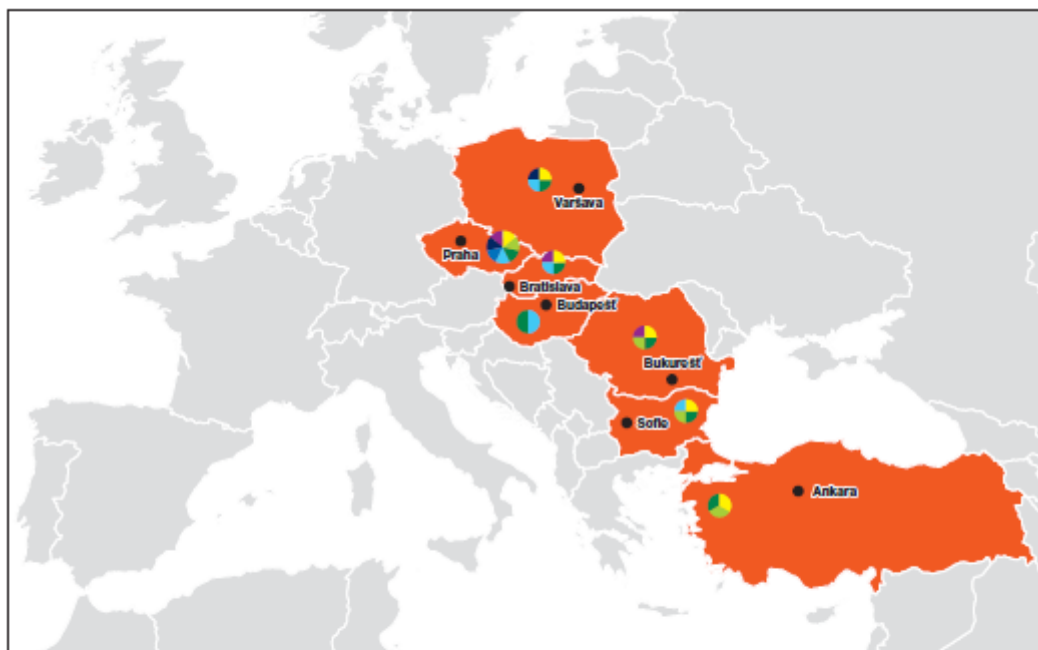 Varšava
Praha
Bratislava
Budapešť
Bukurešť
Sofie
Ankara